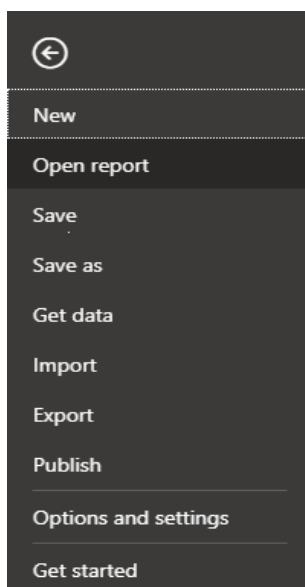 New
Open report
Save
Save as
Get data
Import
Export
Publish
Options and settings
Get started